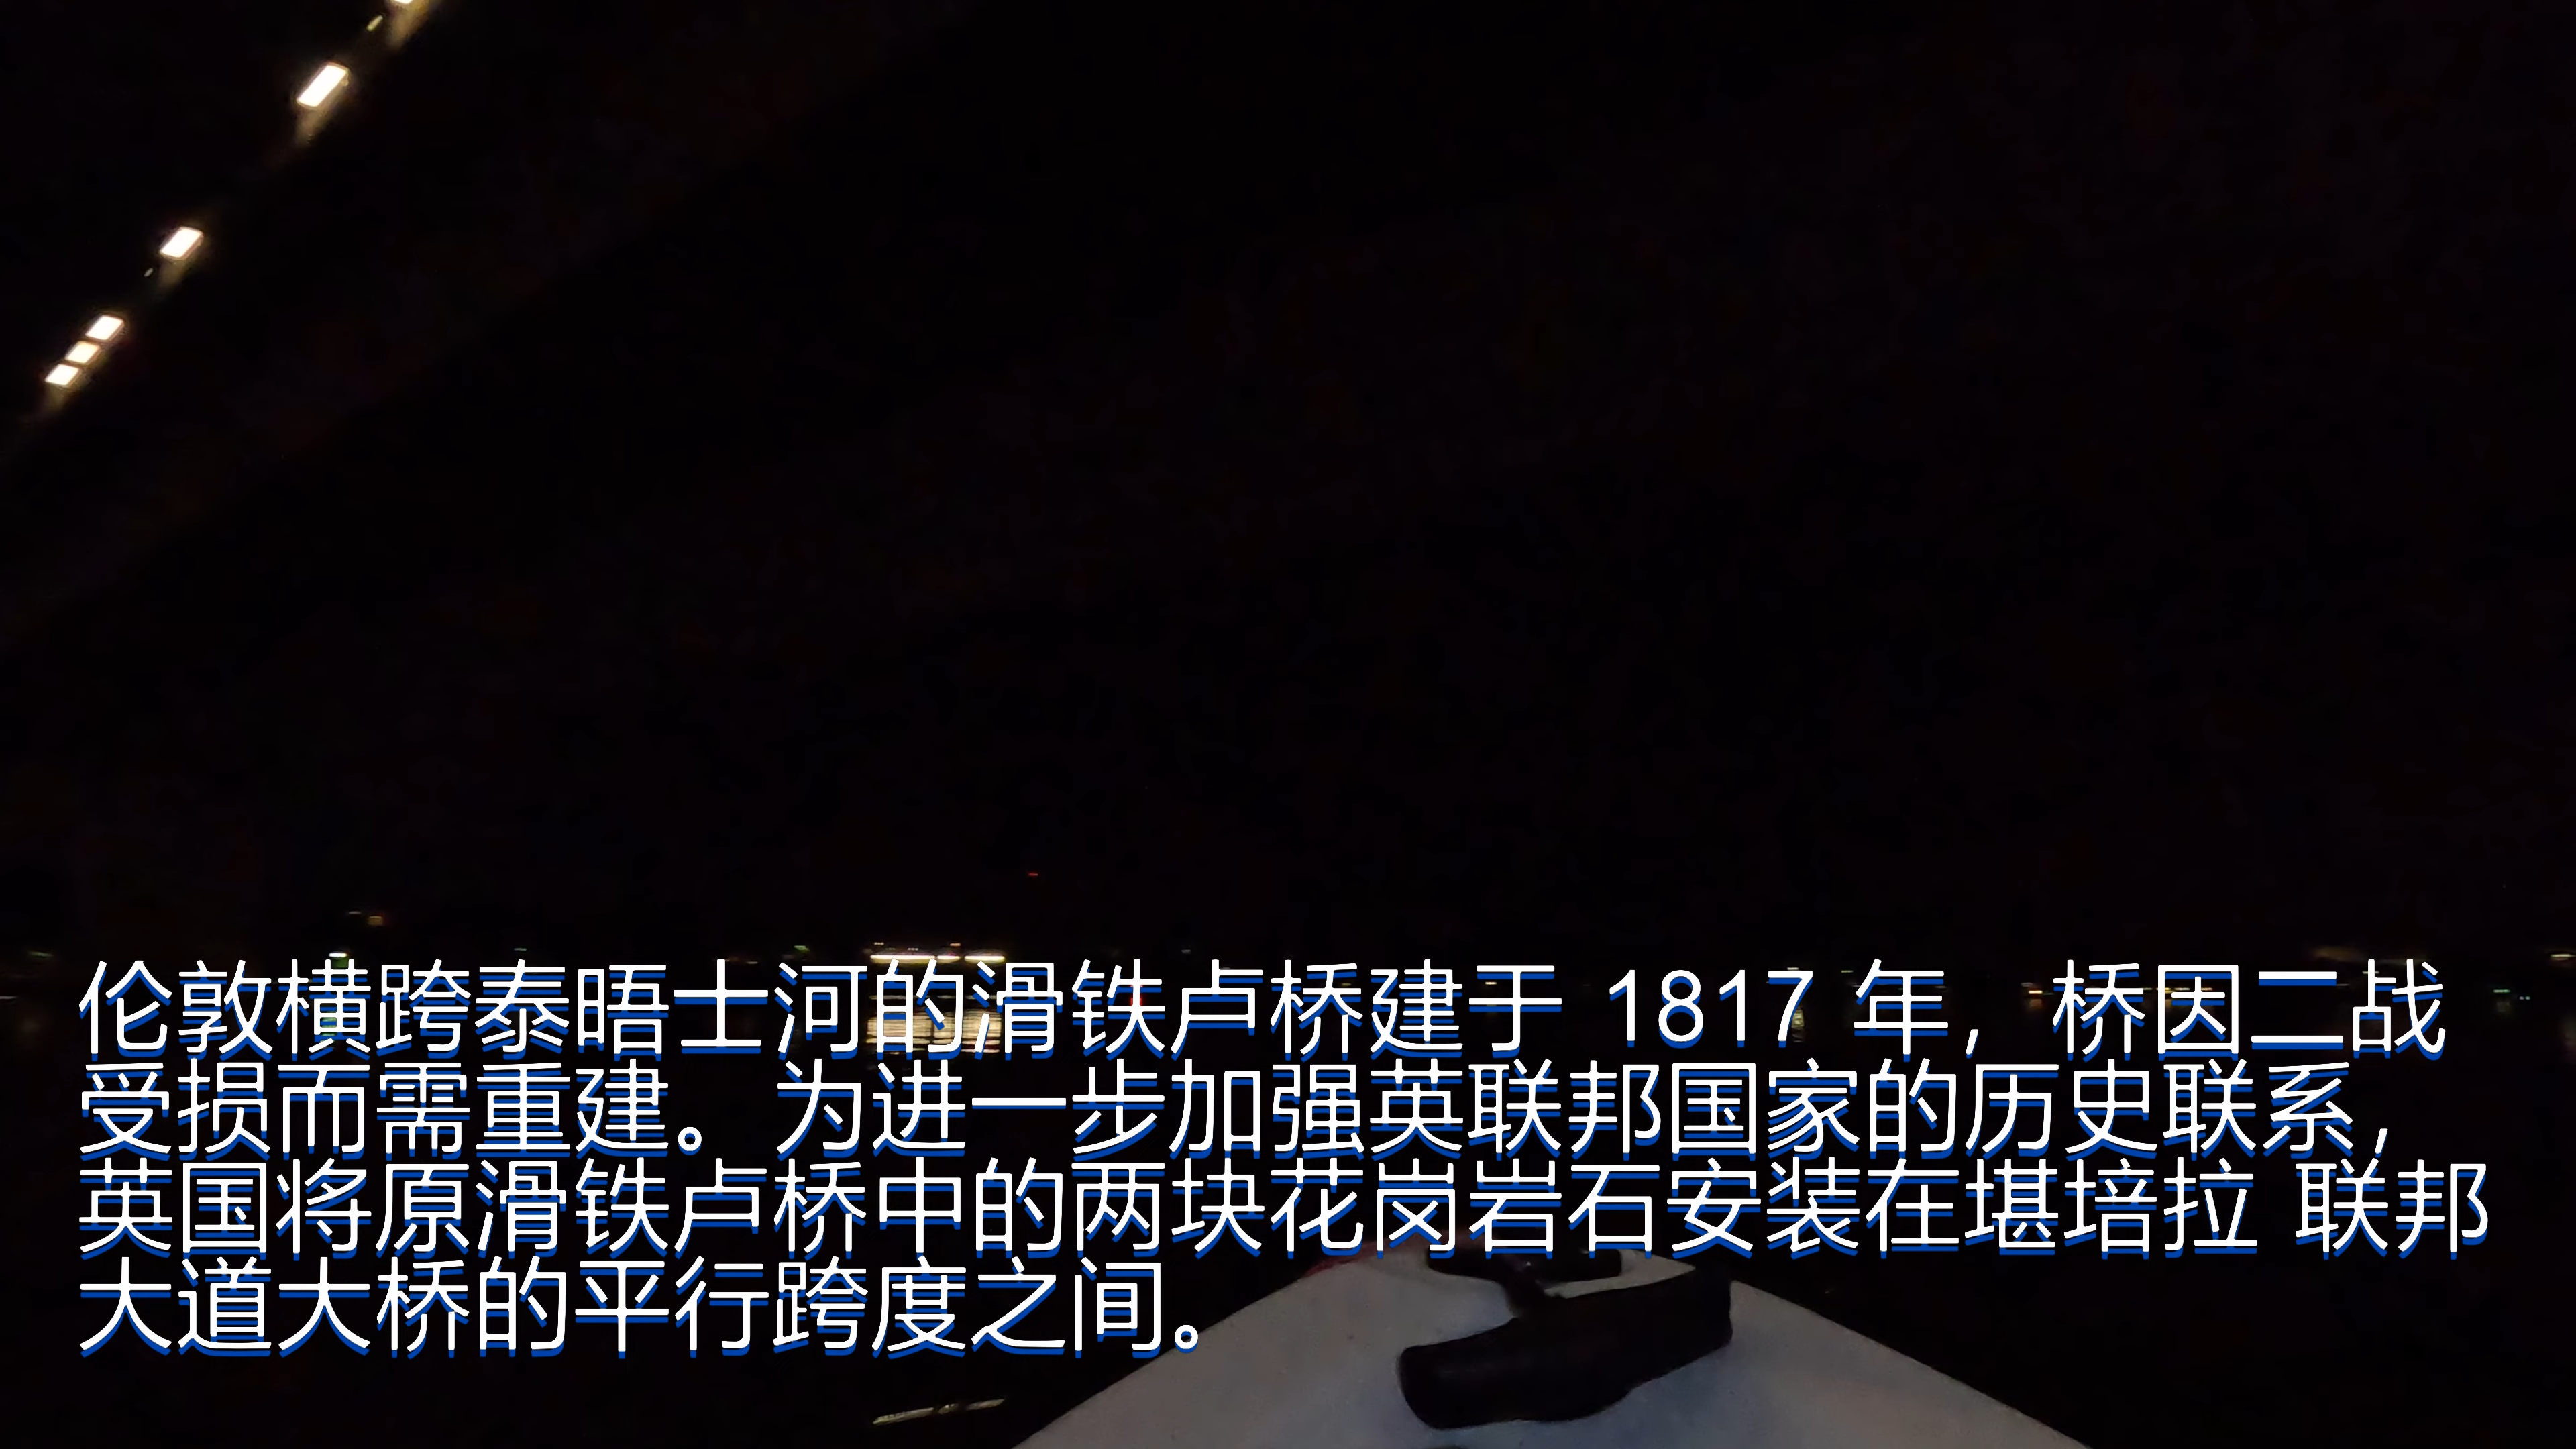 伦敦横跨泰晤士河的滑铁卢桥建于 1817 年，桥因二战
受损而需重建。为进一步加强英联邦国家的历史联系，
英国将原滑铁卢桥中的两块花岗岩石安装在堪培拉 联邦
大道大桥的平行跨度之间。